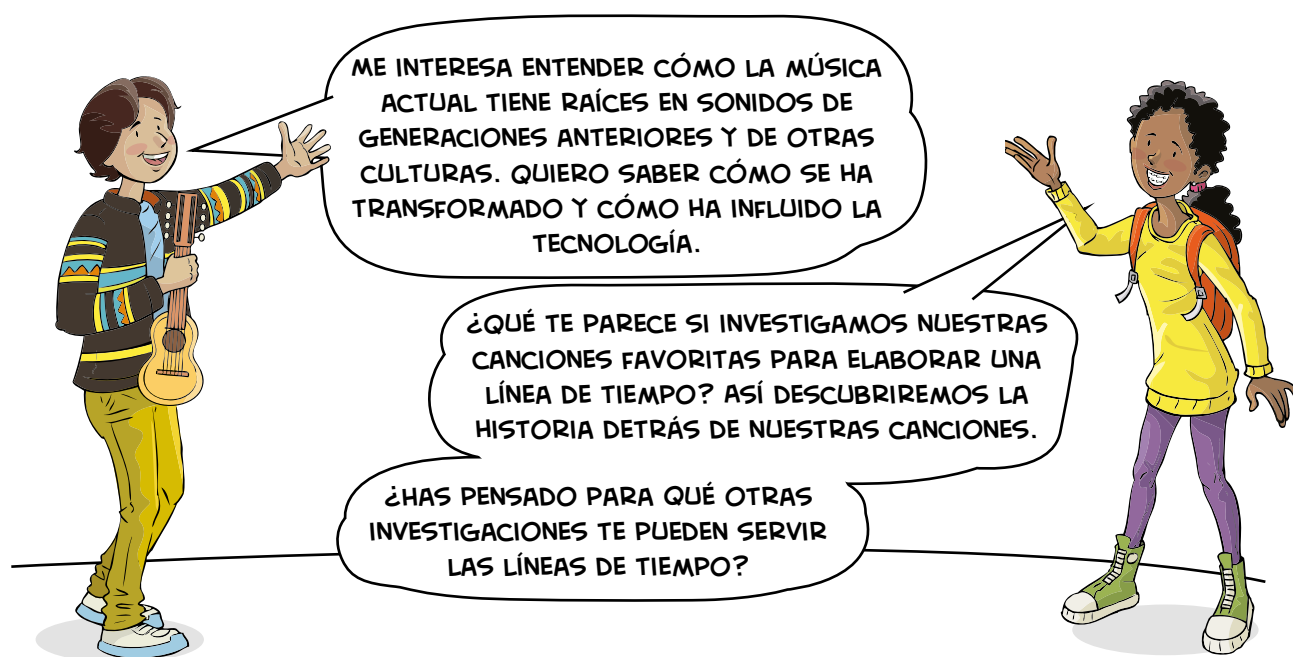 ME INTERESA ENTENDER CÓMO LA MÚSICA
ACTUAL TIENE RAÍCES EN SONIDOS DE
GENERACIONES ANTERIORES Y DE OTRAS
CULTURAS. QUIERO SABER CÓMO SE HA
TRANSFORMADO Y CÓMO HA INFLUIDO LA
TECNOLOGÍA.
¿QUÉ TE PARECE SI INVESTIGAMOS NUESTRAS
CANCIONES FAVORITAS PARA ELABORAR UNA
LÍNEA DE TIEMPO? ASÍ DESCUBRIREMOS LA
HISTORIA DETRÁS DE NUESTRAS CANCIONES.
¿HAS PENSADO PARA QUÉ OTRAS
INVESTIGACIONES TE PUEDEN SERVIR
LAS LÍNEAS DE TIEMPO?